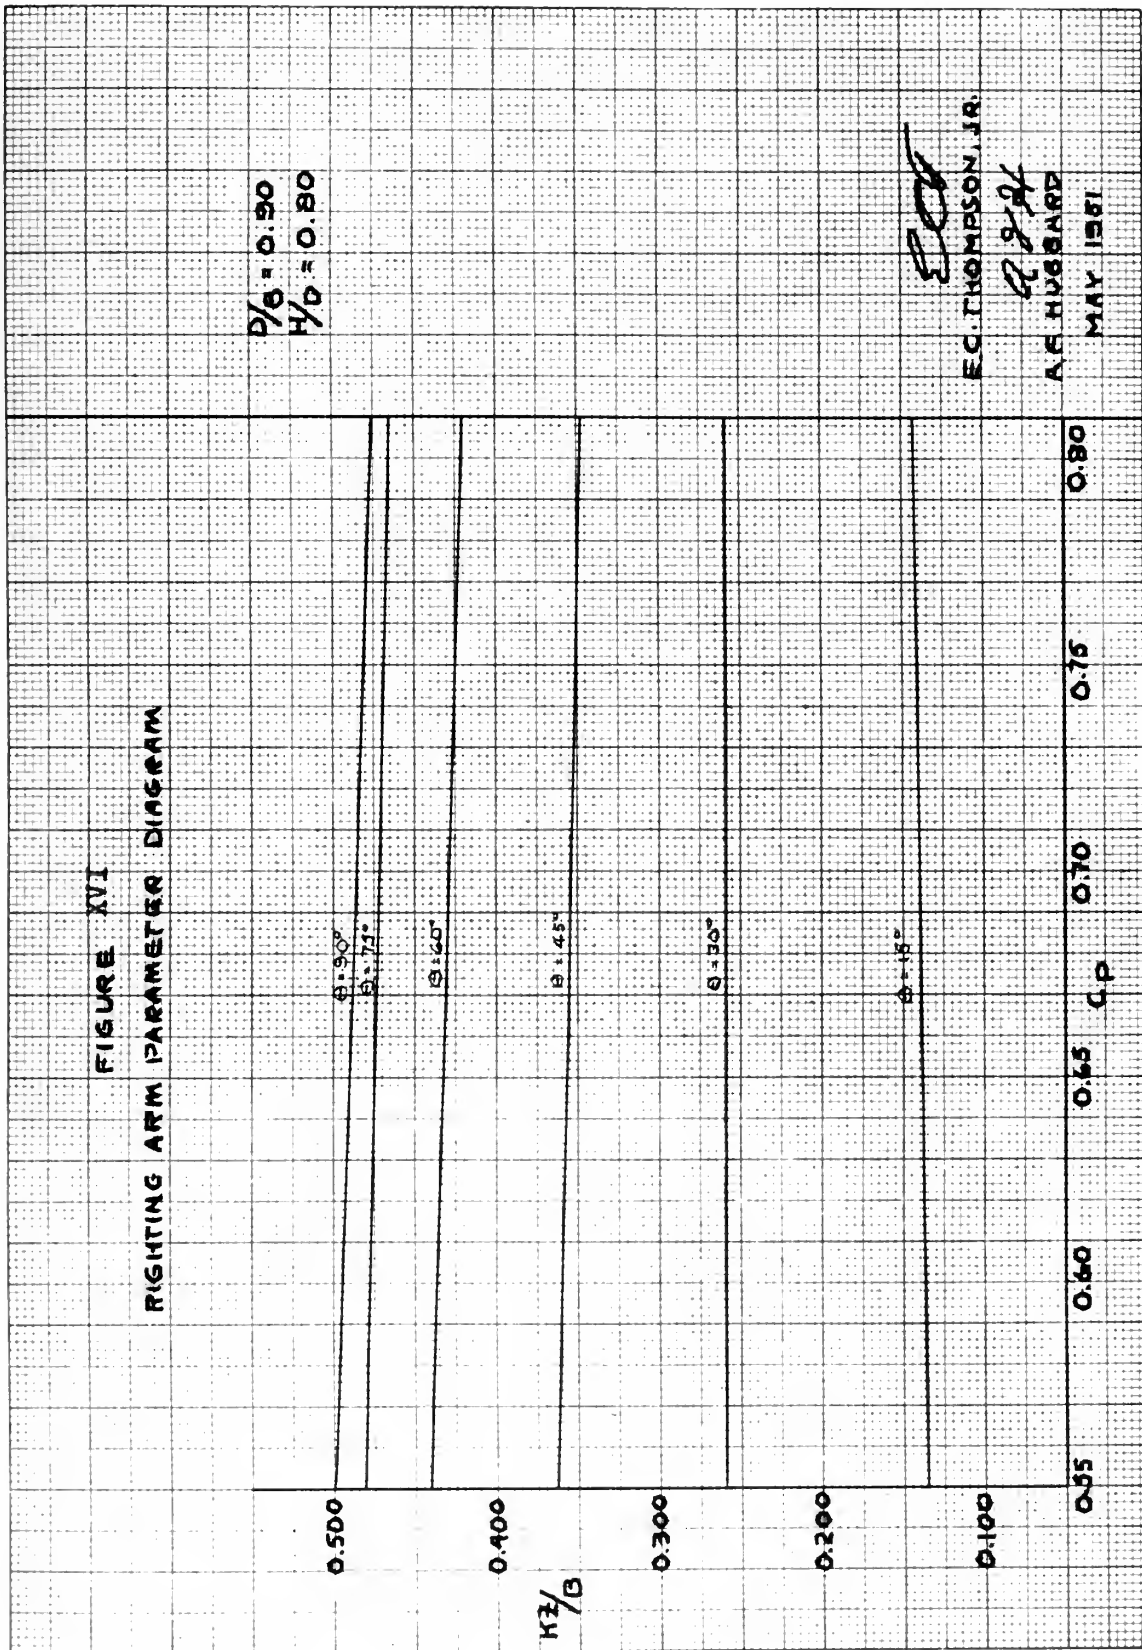 FIGURE XVI
RIGHTING ARM PARAMETER DIAGRAM
D/B = 0.90
H/D = 0.80
KZ/B
0.500
0.400
0.300
0.200
0.100
θ=90°
θ=75°
θ=60°
θ=45°
θ=30°
θ=15°
0.55
0.60
0.65
0.70
0.75
0.80
CP
E.C. THOMPSON, JR.
A.E. HUBBARD
MAY 1951